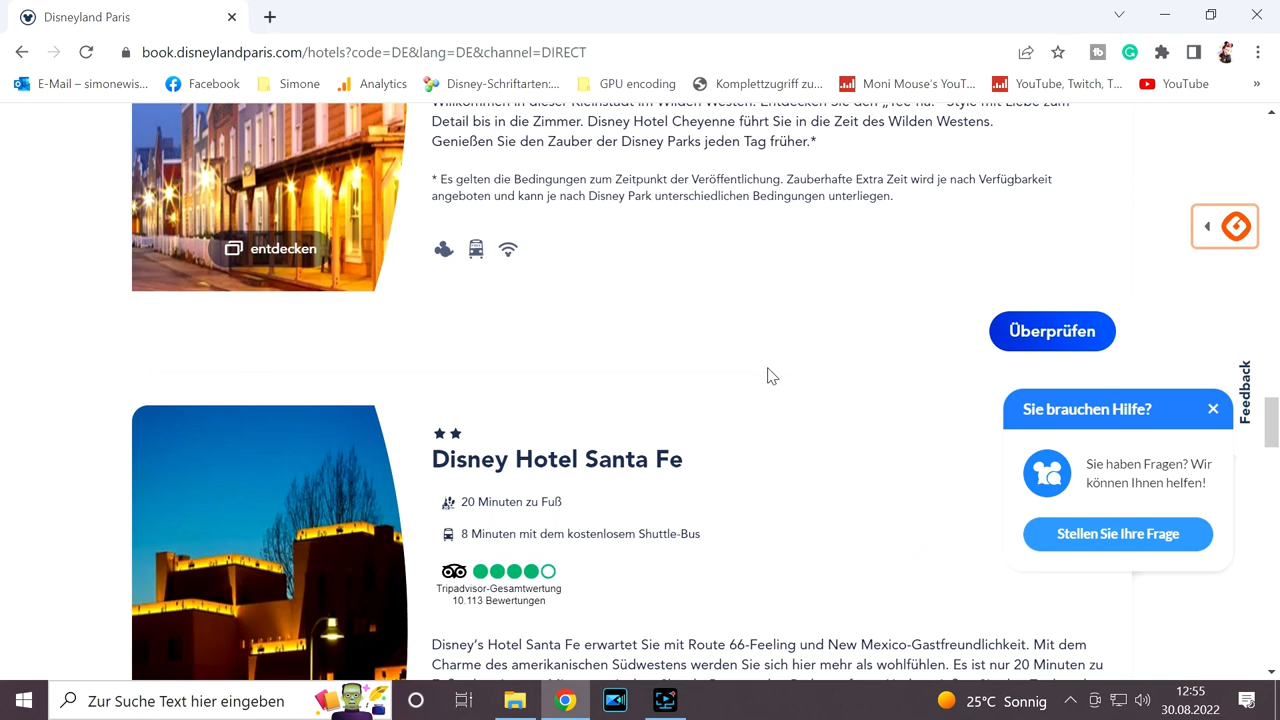 Disneyland Paris
book.disneylandparis.com/hotels?code=DE&lang=DE&channel=DIRECT
E-Mail – simonewis...
Facebook
Simone
Analytics
Disney-Schriftarten:...
GPU encoding
Komplettzugriff zu...
Moni Mouse's YouT...
YouTube, Twitch, T...
YouTube
»
Detail bis in die Zimmer. Disney Hotel Cheyenne führt Sie in die Zeit des Wilden Westens.
Genießen Sie den Zauber der Disney Parks jeden Tag früher.*
* Es gelten die Bedingungen zum Zeitpunkt der Veröffentlichung. Zauberhafte Extra Zeit wird je nach Verfügbarkeit
angeboten und kann je nach Disney Park unterschiedlichen Bedingungen unterliegen.
entdecken
Überprüfen
Feedback
Sie brauchen Hilfe?
Sie haben Fragen? Wir
können Ihnen helfen!
Stellen Sie Ihre Frage
Disney Hotel Santa Fe
20 Minuten zu Fuß
8 Minuten mit dem kostenlosem Shuttle-Bus
Tripadvisor-Gesamtwertung
10.113 Bewertungen
Disney's Hotel Santa Fe erwartet Sie mit Route 66-Feeling und New Mexico-Gastfreundlichkeit. Mit dem
Charme des amerikanischen Südwestens werden Sie sich hier mehr als wohlfühlen. Es ist nur 20 Minuten zu
Zur Suche Text hier eingeben
25°C Sonnig
12:55
30.08.2022